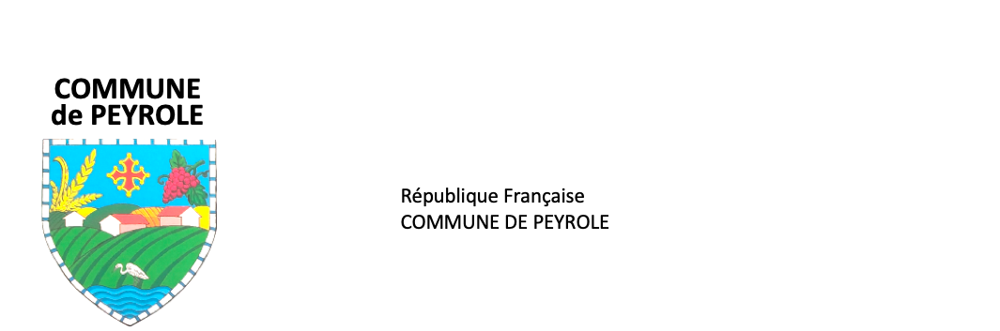 COMMUNE
de PEYROLE
République Française
COMMUNE DE PEYROLE